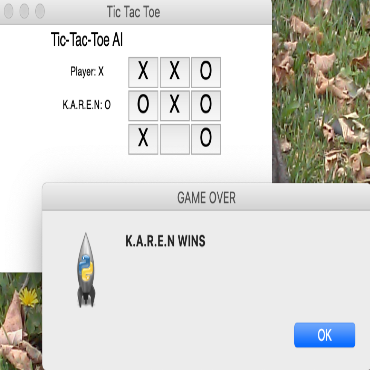 Tic Tac Toe
Tic-Tac-Toe AI
Player: X
X X O
K.A.R.E.N: O
O X O
X O
GAME OVER
K.A.R.E.N WINS
OK